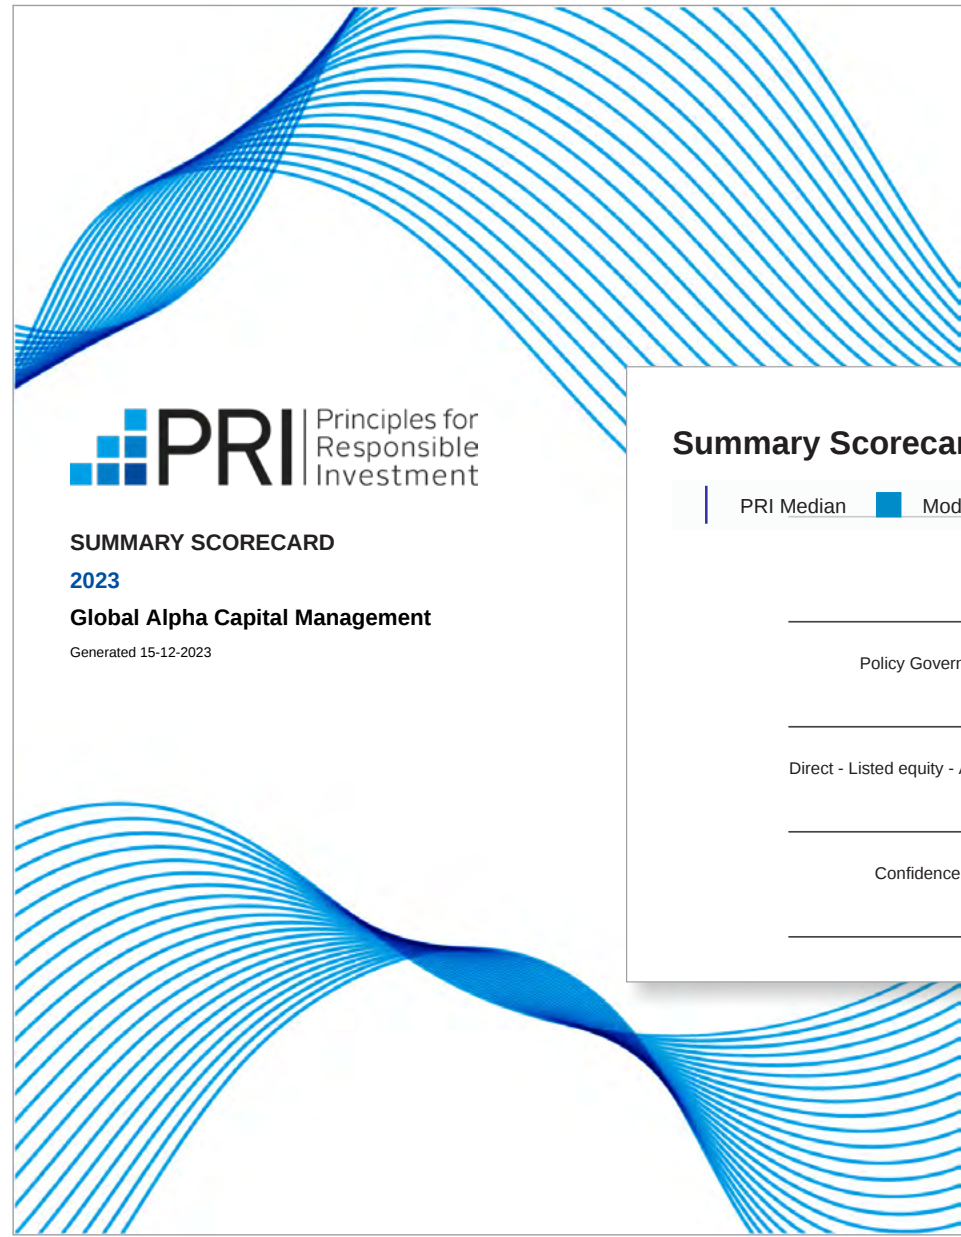 PRI
Principles for
Responsible
Investment
SUMMARY SCORECARD
2023
Global Alpha Capital Management
Generated 15-12-2023
Summary
PRI Median
Policy
Direct - Listed equity -
Confidence